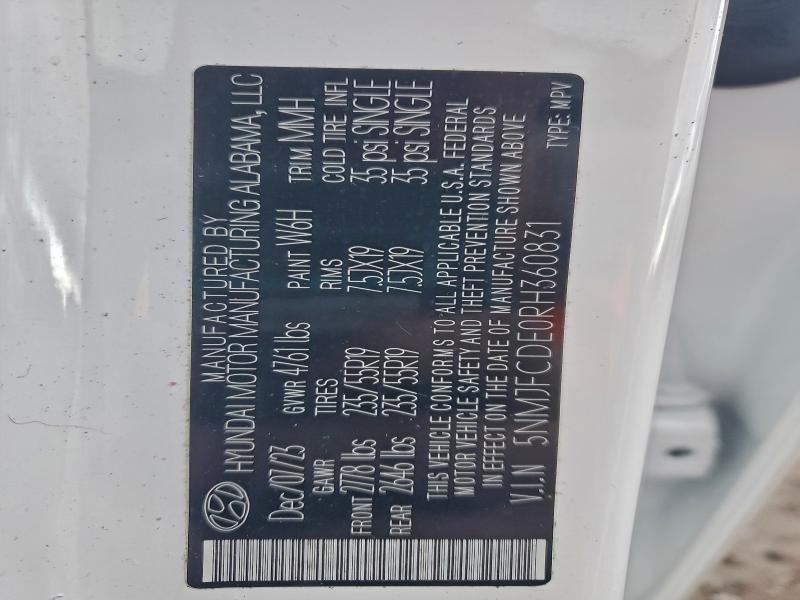 MANUFACTURED BY
HYUNDAI MOTOR MANUFACTURING ALABAMA, LLC
Dec/07/23 GVWR 4761 lbs PAINT W6H TRIM MMH
GAWR TIRES RIMS COLD TIRE INFL
FRONT 2778 lbs 235/55R19 7.5JX19 35 psi SINGLE
REAR 2646 lbs 235/55R19 7.5JX19 35 psi SINGLE
THIS VEHICLE CONFORMS TO ALL APPLICABLE U.S.A. FEDERAL
MOTOR VEHICLE SAFETY AND THEFT PREVENTION STANDARDS
IN EFFECT ON THE DATE OF MANUFACTURE SHOWN ABOVE
V.I.N 5NMJFCDE0RH360831 TYPE: MPV